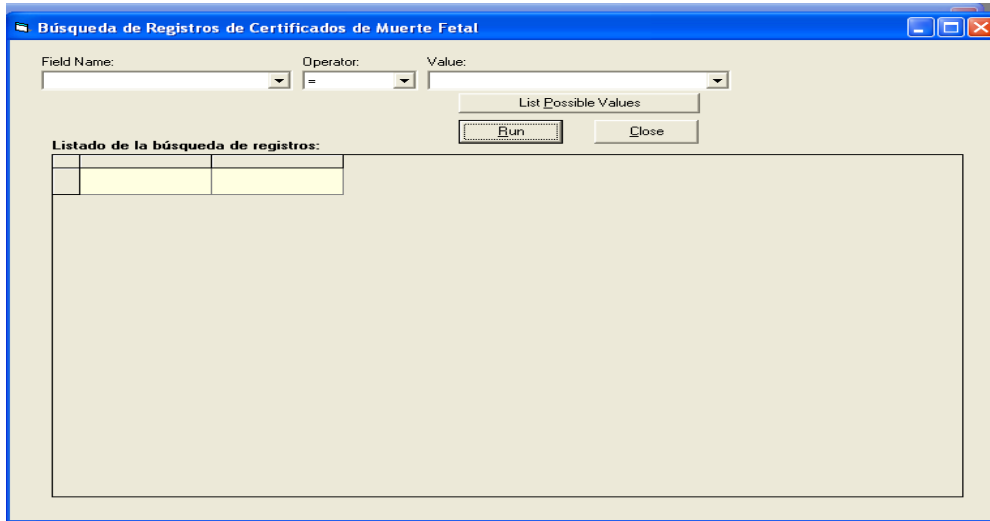 Búsqueda de Registros de Certificados de Muerte Fetal
Field Name: Operator: Value:
=
List Possible Values
Run Close
Listado de la búsqueda de registros: